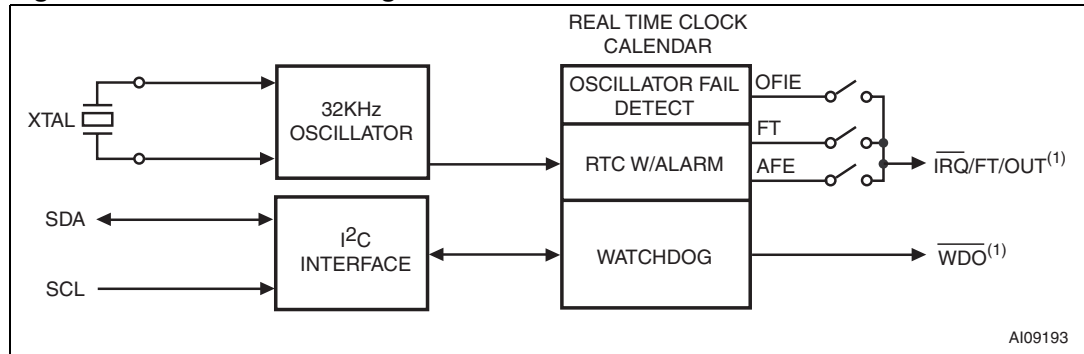 REAL TIME CLOCK
CALENDAR
XTAL
32KHz
OSCILLATOR
OSCILLATOR FAIL
DETECT
OFIE
FT
RTC W/ALARM
AFE
IRQ/FT/OUT(1)
SDA
I2C
INTERFACE
SCL
WATCHDOG
WDO(1)
AI09193